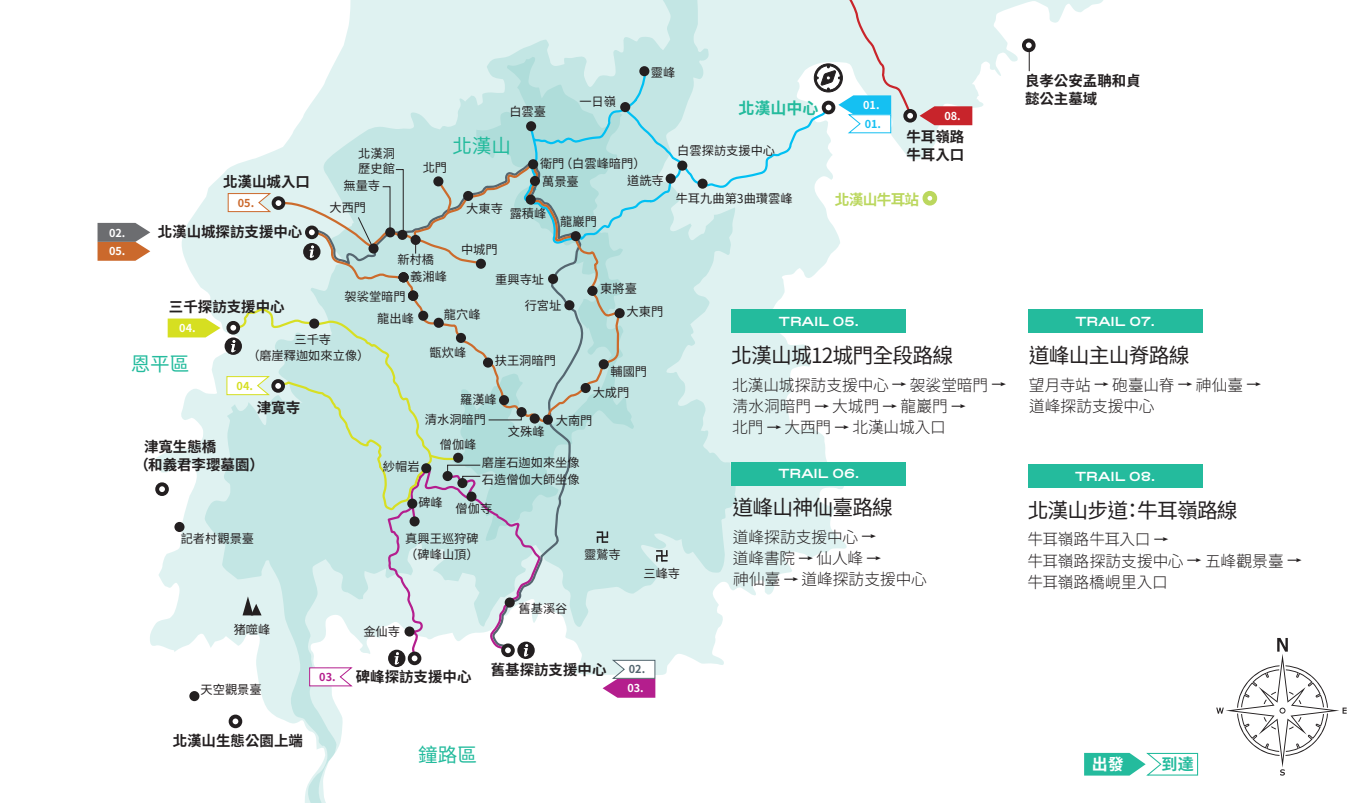 靈峰
良孝公安孟聃和貞
懿公主墓域
一日嶺
白雲臺
北漢山中心
01.
01.
08.
牛耳嶺路
牛耳入口
北漢山
北漢洞
歷史館
無量寺
北門
衛門（白雲峰暗門）
白雲探訪支援中心
萬景臺
道詵寺
牛耳九曲第3曲瓚雲峰
北漢山牛耳站
北漢山城入口
05.
大西門
大東寺
露積峰
龍巖門
02.
05.
北漢山城探訪支援中心
i
新村橋
中城門
義湘峰
重興寺址
東將臺
袈裟堂暗門
行宮址
大東門
三千探訪支援中心
04.
i
三千寺
（磨崖釋迦如來立像）
龍出峰
龍穴峰
甑炊峰
扶王洞暗門
恩平區
04.
津寬寺
輔國門
大成門
羅漢峰
清水洞暗門
文殊峰
大南門
津寬生態橋
（和義君李瓔墓園）
僧伽峰
紗帽岩
磨崖石迦如來坐像
石造僧伽大師坐像
碑峰
僧伽寺
記者村觀景臺
真興王巡狩碑
（碑峰山頂）
卍
靈鷲寺
卍
三峰寺
猪噬峰
舊基溪谷
金仙寺
i
03.
碑峰探訪支援中心
i
舊基探訪支援中心
02.
03.
天空觀景臺
北漢山生態公園上端
鐘路區
TRAIL 05.
北漢山城12城門全段路線
北漢山城探訪支援中心 → 袈裟堂暗門 →
淸水洞暗門 → 大城門 → 龍巖門 →
北門 → 大西門 → 北漢山城入口
TRAIL 06.
道峰山神仙臺路線
道峰探訪支援中心 →
道峰書院 → 仙人峰 →
神仙臺 → 道峰探訪支援中心
TRAIL 07.
道峰山主山脊路線
望月寺站 → 砲臺山脊 → 神仙臺 →
道峰探訪支援中心
TRAIL 08.
北漢山步道：牛耳嶺路線
牛耳嶺路牛耳入口 →
牛耳嶺路探訪支援中心 → 五峰觀景臺 →
牛耳嶺路橋峴里入口
N
W
E
S
出發
到達